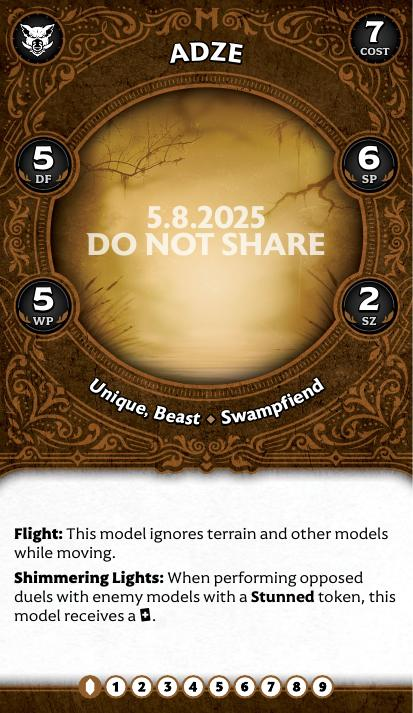 ADZE
7
COST
5
DF
6
SP
5.8.2025
DO NOT SHARE
5
WP
2
SZ
Unique, Beast ◆ Swampfiend
Flight: This model ignores terrain and other models
while moving.
Shimmering Lights: When performing opposed
duels with enemy models with a Stunned token, this
model receives a 🞤.
1 2 3 4 5 6 7 8 9